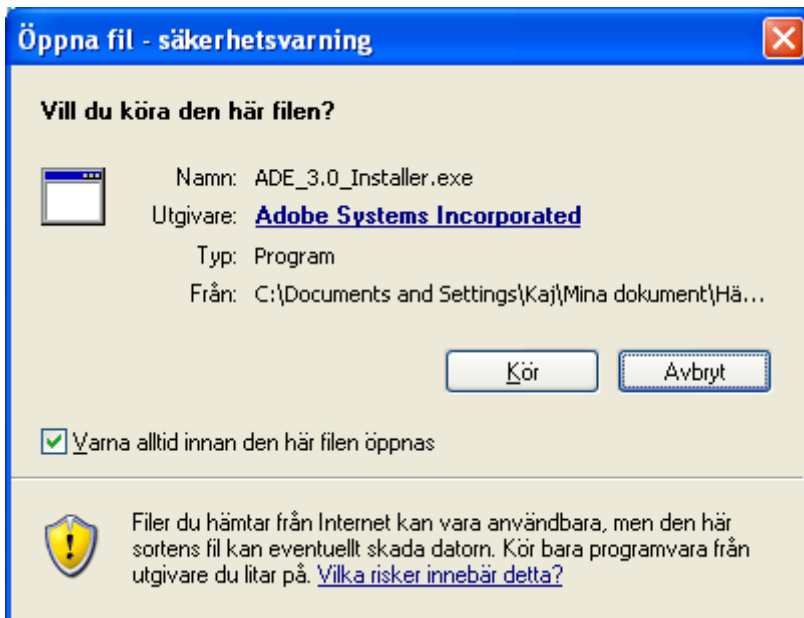 Öppna fil - säkerhetsvarning
Vill du köra den här filen?
Namn: ADE_3.0_Installer.exe
Utgivare: Adobe Systems Incorporated
Typ: Program
Från: C:\Documents and Settings\Kaj\Mina dokument\Hä...
Kör
Avbryt
Varna alltid innan den här filen öppnas
Filer du hämtar från Internet kan vara användbara, men den här
sortens fil kan eventuellt skada datorn. Kör bara programvara från
utgivare du litar på. Vilka risker innebär detta?